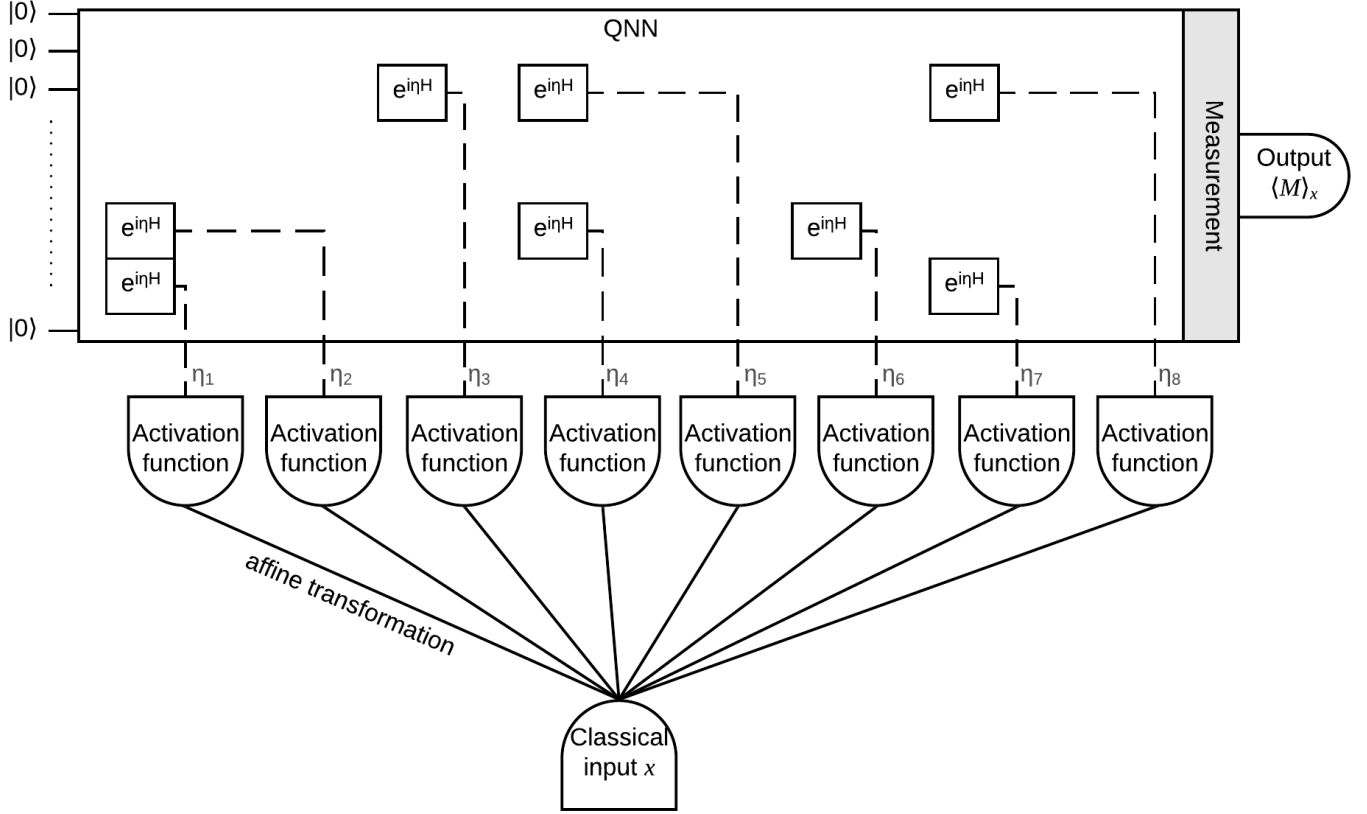 |0⟩
QNN
|0⟩
|0⟩
e^{iηH}
e^{iηH}
e^{iηH}
Measurement
Output
⟨M⟩ₓ
e^{iηH}
e^{iηH}
e^{iηH}
e^{iηH}
e^{iηH}
|0⟩
η₁
η₂
η₃
η₄
η₅
η₆
η₇
η₈
Activation
function
Activation
function
Activation
function
Activation
function
Activation
function
Activation
function
Activation
function
Activation
function
affine transformation
Classical
input x